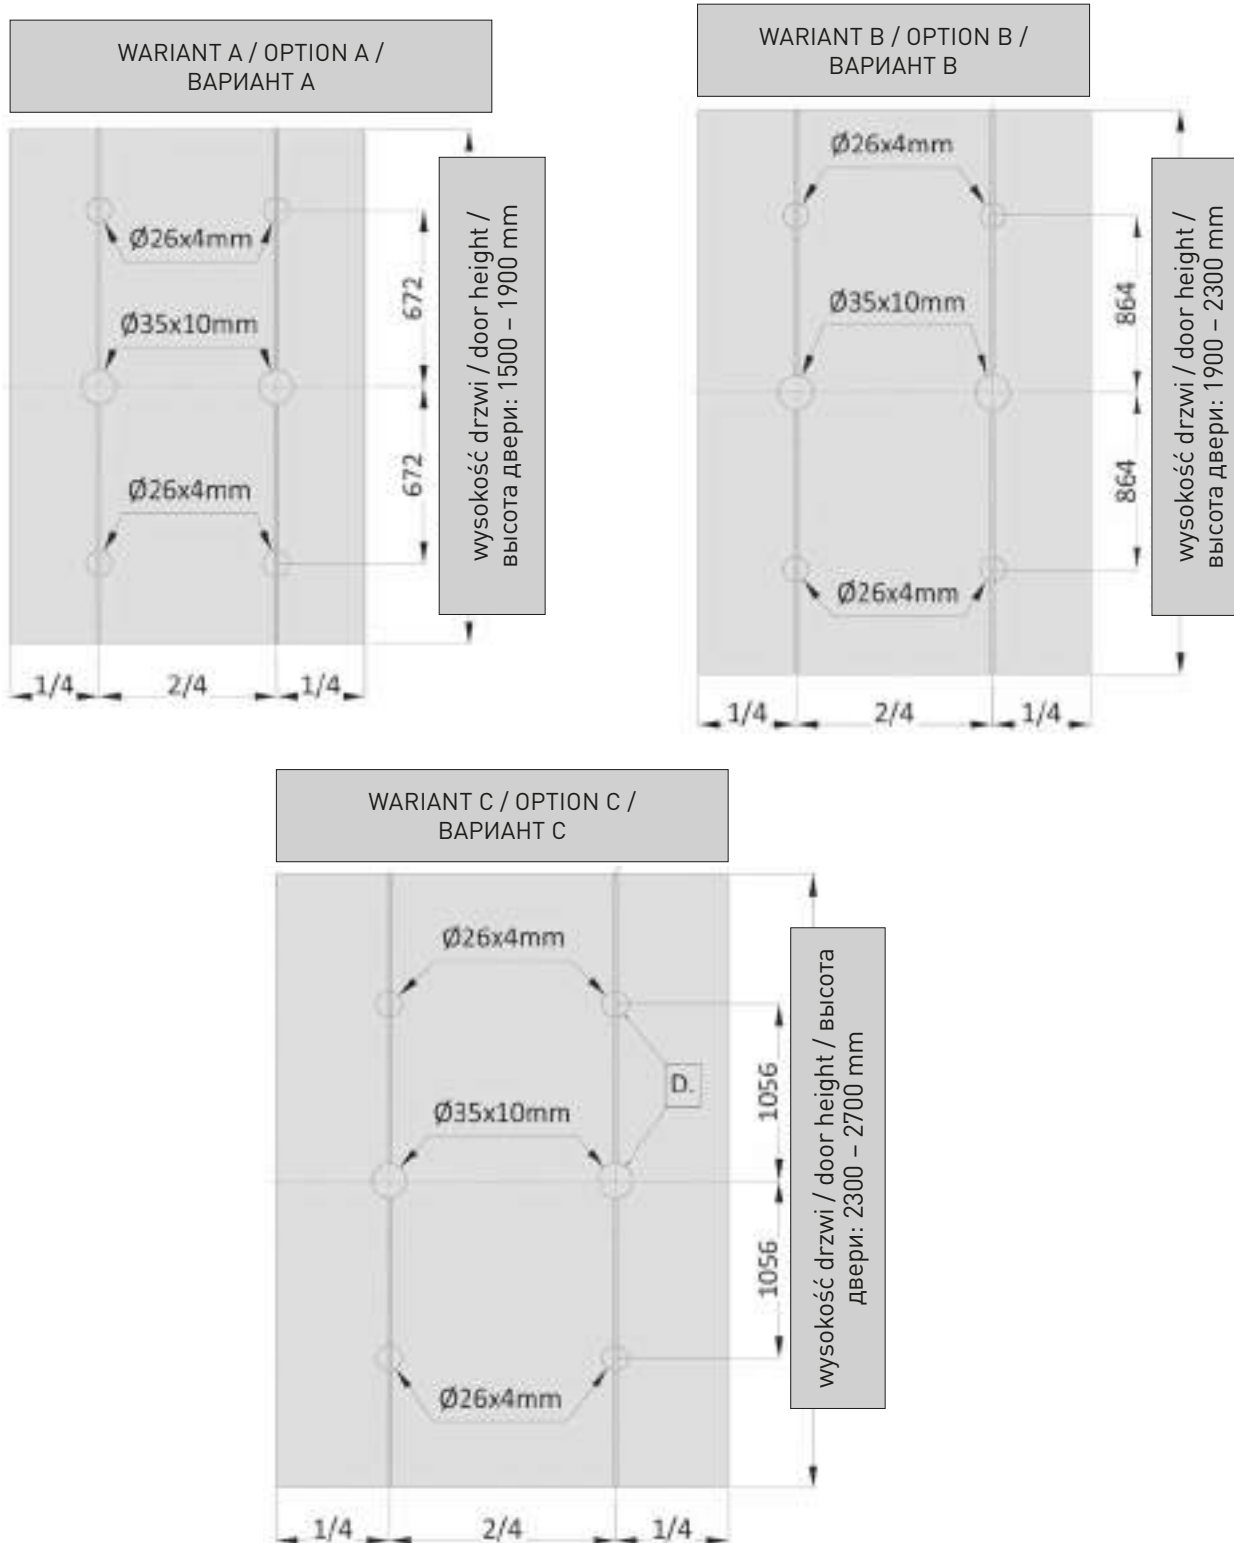 WARIANT A / OPTION A /
ВАРИАНТ A
Ø26x4mm
Ø35x10mm
Ø26x4mm
672
672
wysokość drzwi / door height /
высота двери: 1500 – 1900 mm
1/4
2/4
1/4
WARIANT B / OPTION B /
ВАРИАНТ B
Ø26x4mm
Ø35x10mm
Ø26x4mm
864
864
wysokość drzwi / door height /
высота двери: 1900 – 2300 mm
1/4
2/4
1/4
WARIANT C / OPTION C /
ВАРИАНТ C
Ø26x4mm
D.
Ø35x10mm
Ø26x4mm
1056
1056
wysokość drzwi / door height / высота
двери: 2300 – 2700 mm
1/4
2/4
1/4